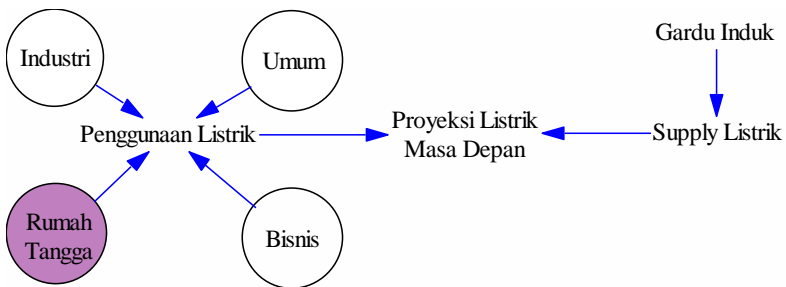 Industri
Umum
Gardu Induk
Penggunaan Listrik
Proyeksi Listrik
Masa Depan
Supply Listrik
Rumah
Tangga
Bisnis